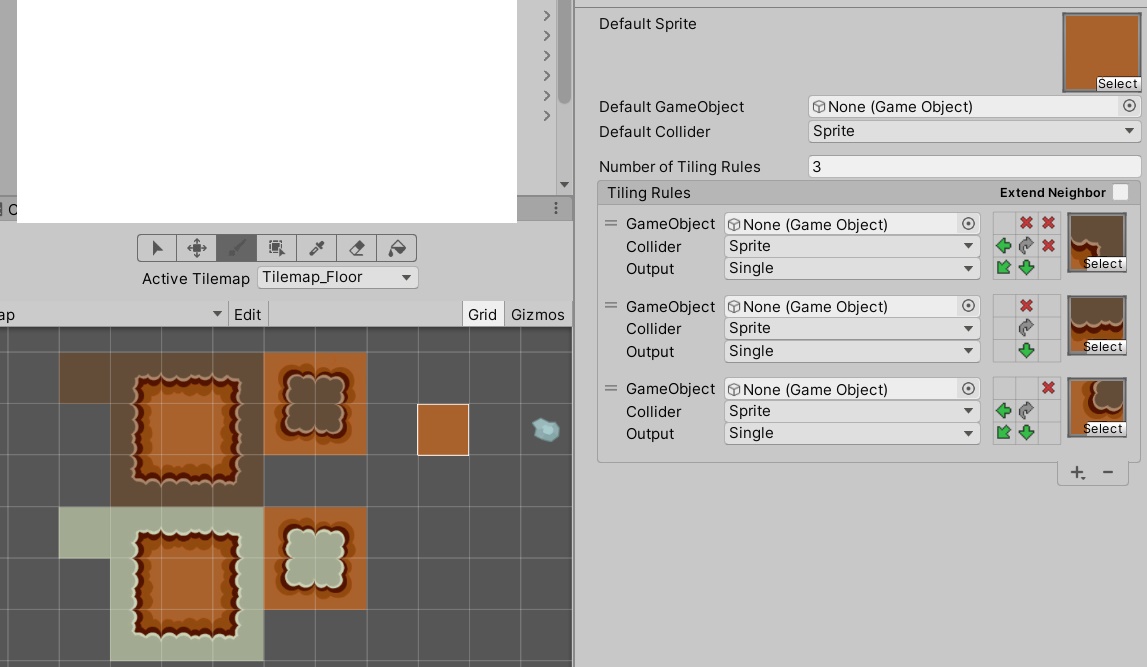 Default Sprite
Select
Default GameObject
None (Game Object)
Default Collider
Sprite
Number of Tiling Rules
3
Tiling Rules
Extend Neighbor
GameObject
None (Game Object)
Collider
Sprite
Output
Single
Select
GameObject
None (Game Object)
Collider
Sprite
Output
Single
Select
GameObject
None (Game Object)
Collider
Sprite
Output
Single
Select
Active Tilemap
Tilemap_Floor
Edit
Grid
Gizmos